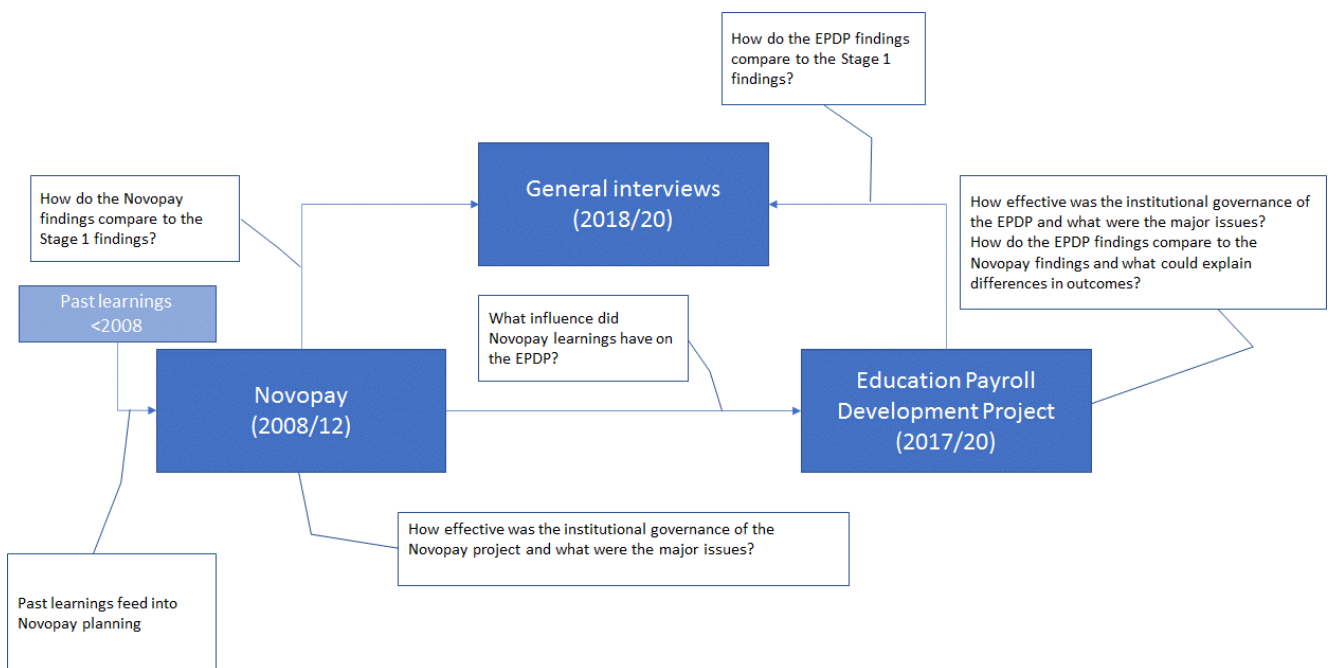 How do the EPDP findings
compare to the Stage 1
findings?
General interviews
(2018/20)
How do the Novopay
findings compare to the
Stage 1 findings?
How effective was the institutional governance of
the EPDP and what were the major issues?
How do the EPDP findings compare to the
Novopay findings and what could explain
differences in outcomes?
Past learnings
<2008
What influence did
Novopay learnings have on
the EPDP?
Novopay
(2008/12)
Education Payroll
Development Project
(2017/20)
How effective was the institutional governance of the
Novopay project and what were the major issues?
Past learnings feed into
Novopay planning